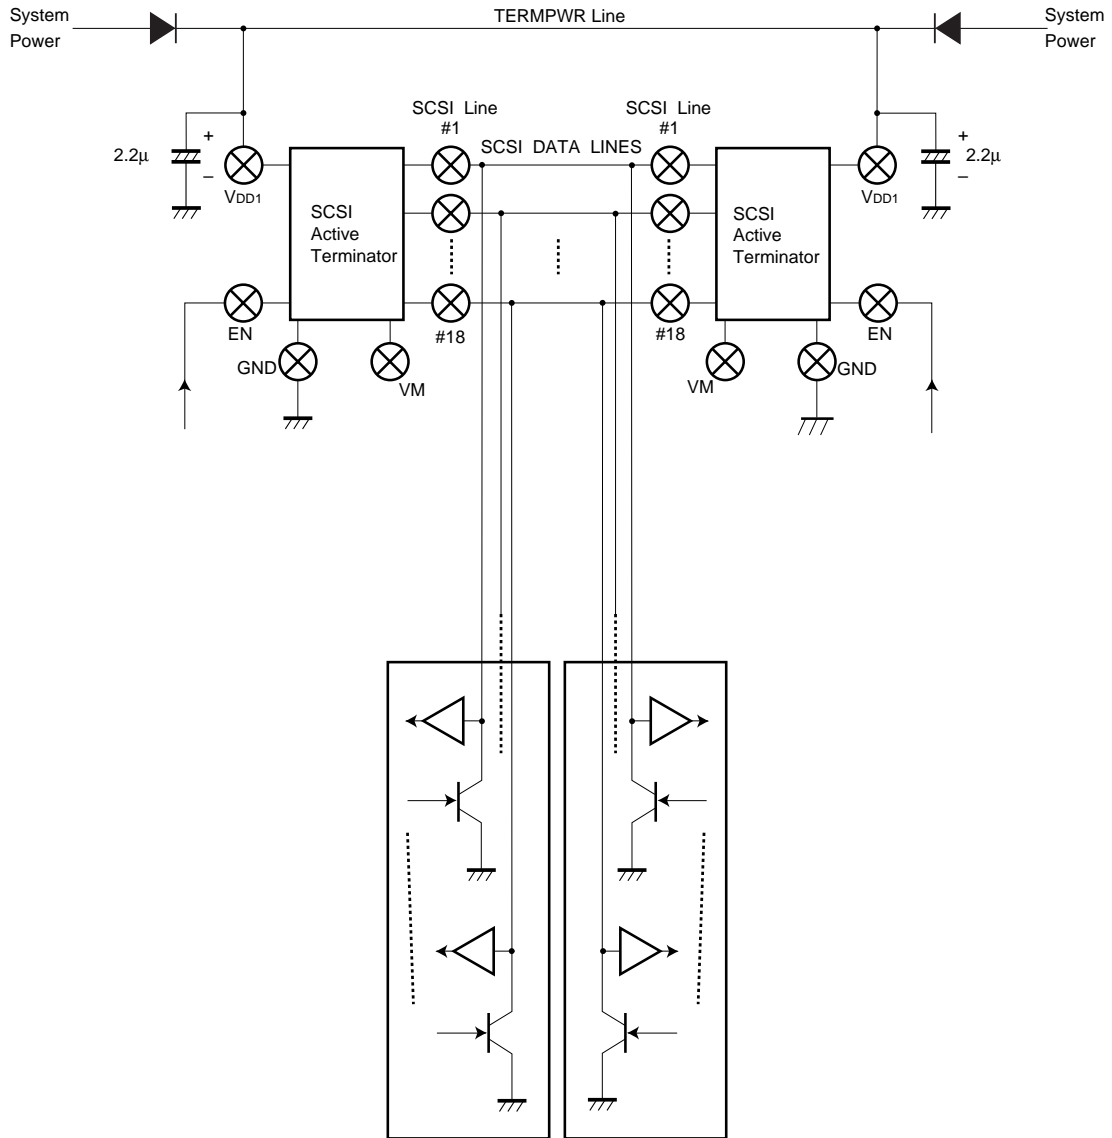 System
Power
TERMPWR Line
System
Power
SCSI Line
#1
SCSI Line
#1
SCSI DATA LINES
+
2.2μ
–
VDD1
SCSI
Active
Terminator
SCSI
Active
Terminator
+
2.2μ
–
VDD1
EN
#18
#18
EN
GND
VM
VM
GND